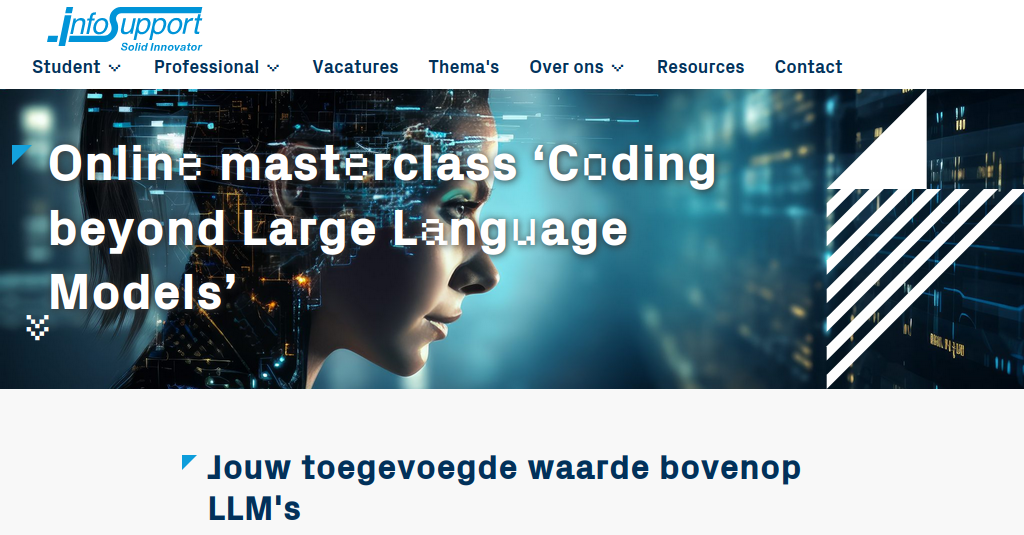 InfoSupport
Solid Innovator
Student Professional Vacatures Thema's Over ons Resources Contact
Online masterclass ‘Coding
beyond Large Language
Models’
Jouw toegevoegde waarde bovenop
LLM's